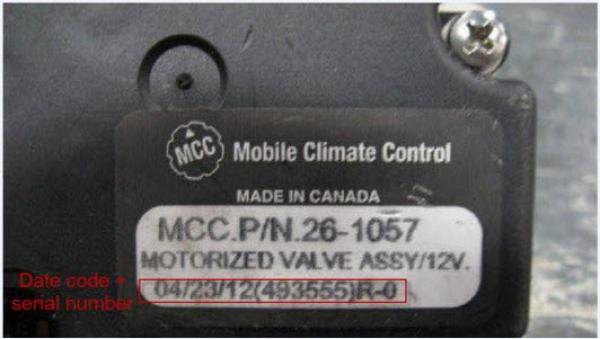 MCC Mobile Climate Control
MADE IN CANADA
MCC.P/N.26-1057
MOTORIZED VALVE ASSY/12V.
Date code +
serial number
04/23/12(493555)R-0